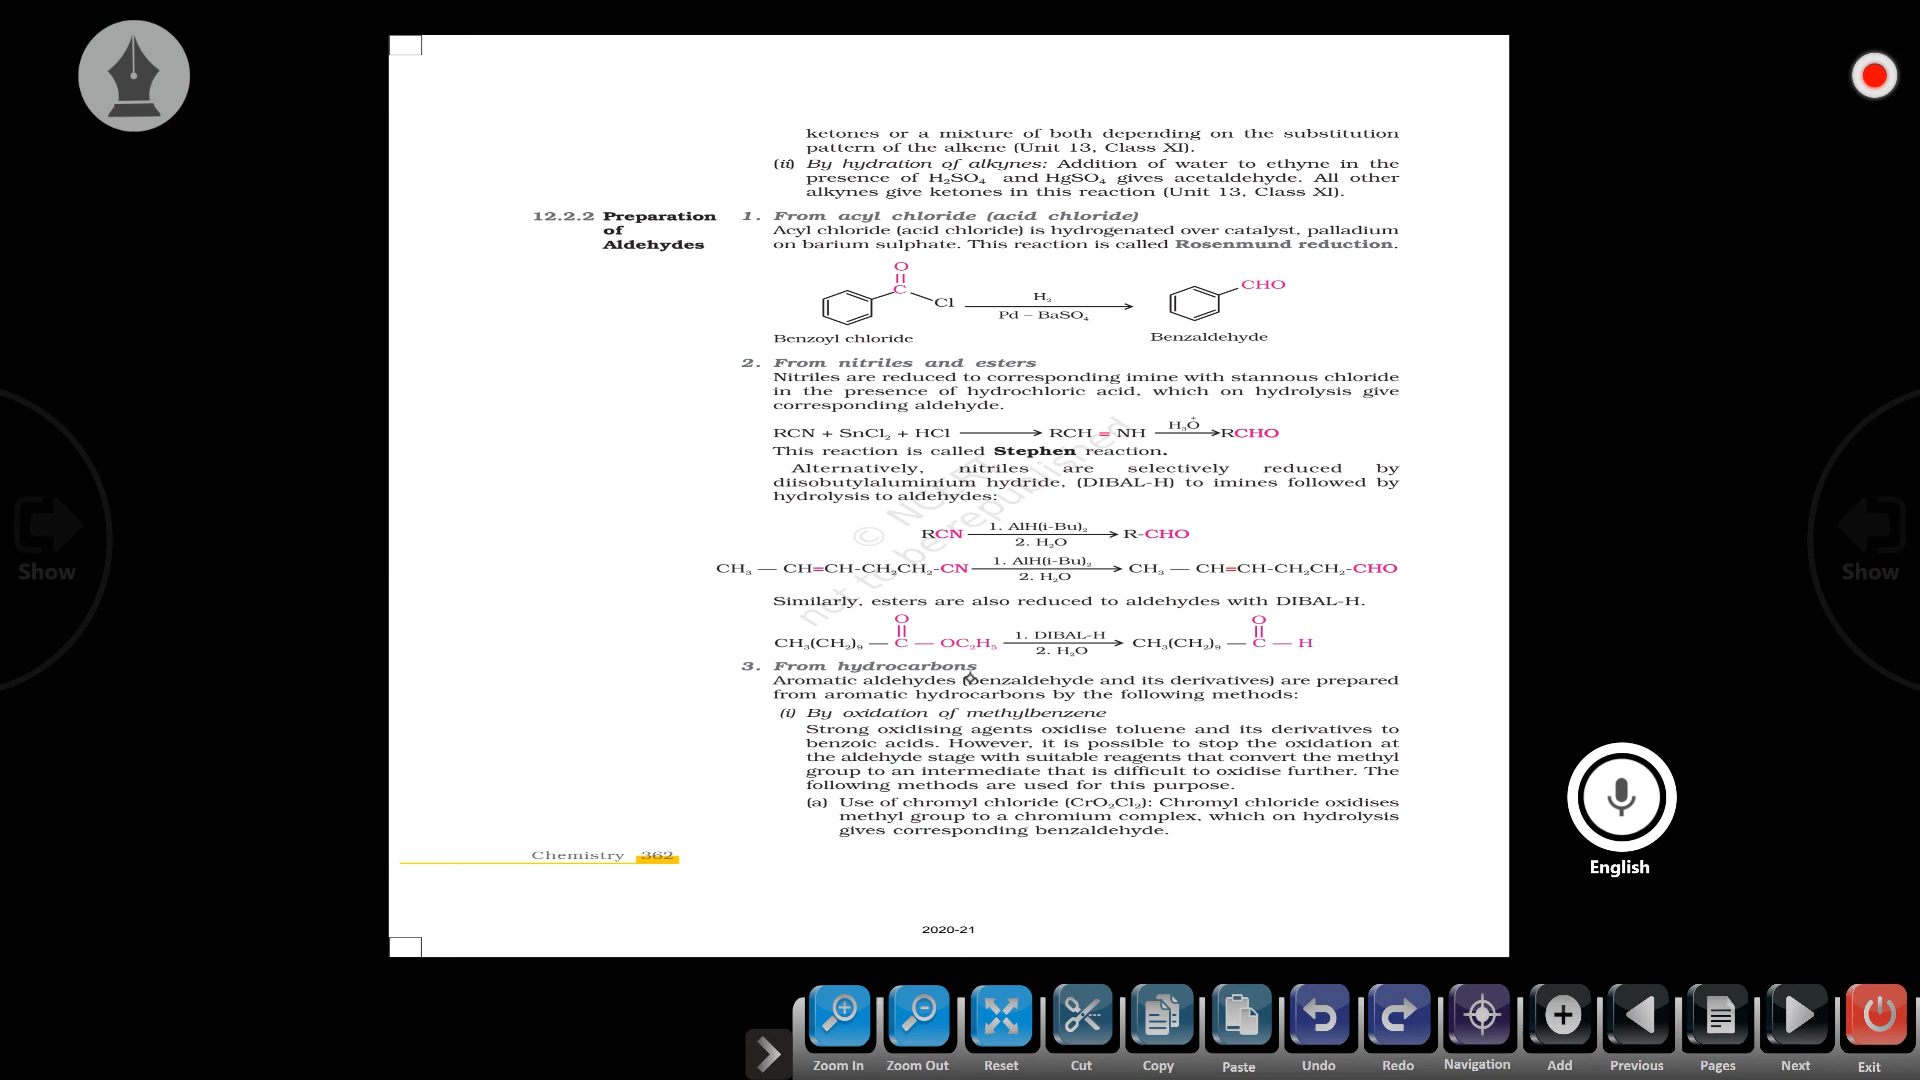 ketones or a mixture of both depending on the substitution
pattern of the alkene (Unit 13, Class XI).
(ii) By hydration of alkynes: Addition of water to ethyne in the
presence of H₂SO₄ and HgSO₄ gives acetaldehyde. All other
alkynes give ketones in this reaction (Unit 13, Class XI).
12.2.2 Preparation
of
Aldehydes
1. From acyl chloride (acid chloride)
Acyl chloride (acid chloride) is hydrogenated over catalyst, palladium
on barium sulphate. This reaction is called Rosenmund reduction.
O
C
Cl
H₂
Pd – BaSO₄
CHO
Benzoyl chloride
Benzaldehyde
2. From nitriles and esters
Nitriles are reduced to corresponding imine with stannous chloride
in the presence of hydrochloric acid, which on hydrolysis give
corresponding aldehyde.
RCN + SnCl₂ + HCl ⟶ RCH = NH H₃O⁺ ⟶ RCHO
This reaction is called Stephen reaction.
Alternatively, nitriles are selectively reduced by
diisobutylaluminium hydride, (DIBAL-H) to imines followed by
hydrolysis to aldehydes:
RCN 1. AlH(i-Bu)₂ 2. H₂O ⟶ R-CHO
CH₃ — CH=CH-CH₂CH₂-CN 1. AlH(i-Bu)₂ 2. H₂O ⟶ CH₃ — CH=CH-CH₂CH₂-CHO
Similarly, esters are also reduced to aldehydes with DIBAL-H.
O O
CH₃(CH₂)₉ — C — OC₂H₅ 1. DIBAL-H 2. H₂O ⟶ CH₃(CH₂)₉ — C — H
3. From hydrocarbons
Aromatic aldehydes (benzaldehyde and its derivatives) are prepared
from aromatic hydrocarbons by the following methods:
(i) By oxidation of methylbenzene
Strong oxidising agents oxidise toluene and its derivatives to
benzoic acids. However, it is possible to stop the oxidation at
the aldehyde stage with suitable reagents that convert the methyl
group to an intermediate that is difficult to oxidise further. The
following methods are used for this purpose.
(a) Use of chromyl chloride (CrO₂Cl₂): Chromyl chloride oxidises
methyl group to a chromium complex, which on hydrolysis
gives corresponding benzaldehyde.
© NCERT
not to be republished
Chemistry 362
2020-21
Show
Show
English
Zoom In Zoom Out Reset Cut Copy Paste Undo Redo Navigation Add Previous Pages Next Exit